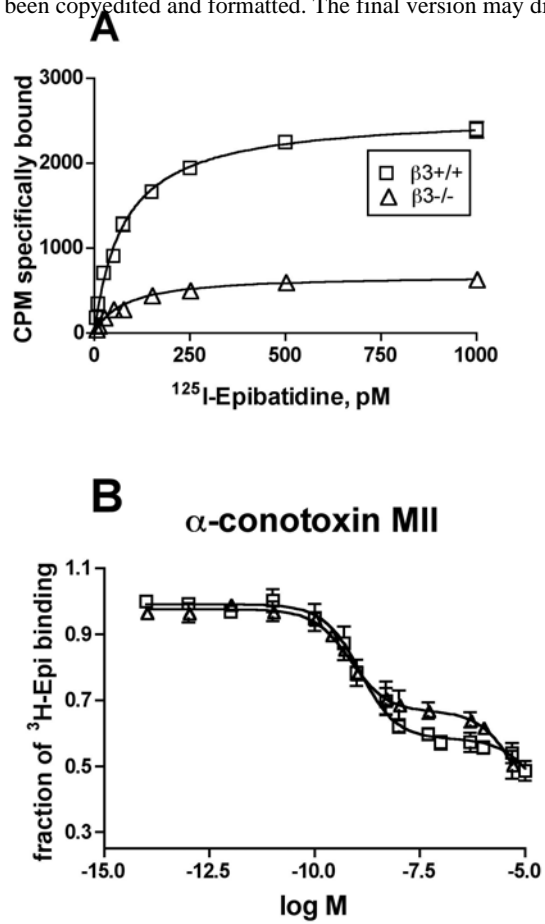 been copyedited and formatted. The final version may di
A
3000
2000
1000
0
CPM specifically bound
β3+/+
β3-/-
0 250 500 750 1000
¹²⁵I-Epibatidine, pM
B
α-conotoxin MII
1.1
0.9
0.7
0.5
0.3
fraction of ³H-Epi binding
-15.0 -12.5 -10.0 -7.5 -5.0
log M